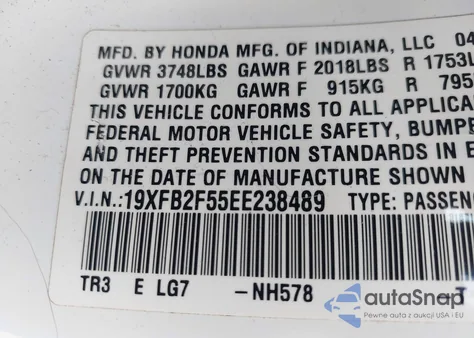 MFD. BY HONDA MFG. OF INDIANA, LLC 04
GVWR 3748LBS GAWR F 2018LBS R 1753L
GVWR 1700KG GAWR F 915KG R 795
THIS VEHICLE CONFORMS TO ALL APPLICA
FEDERAL MOTOR VEHICLE SAFETY, BUMPE
AND THEFT PREVENTION STANDARDS IN E
ON THE DATE OF MANUFACTURE SHOWN
V.I.N.:19XFB2F55EE238489 TYPE: PASSEN
TR3 E LG7 -NH578 T
autoSnap
Pewne auto z aukcji USA i EU